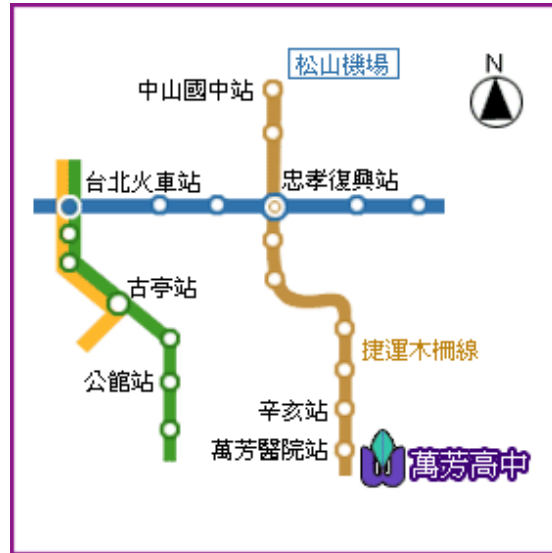 松山機場
N
中山國中站
台北火車站
忠孝復興站
古亭站
捷運木柵線
公館站
辛亥站
萬芳醫院站
萬芳高中